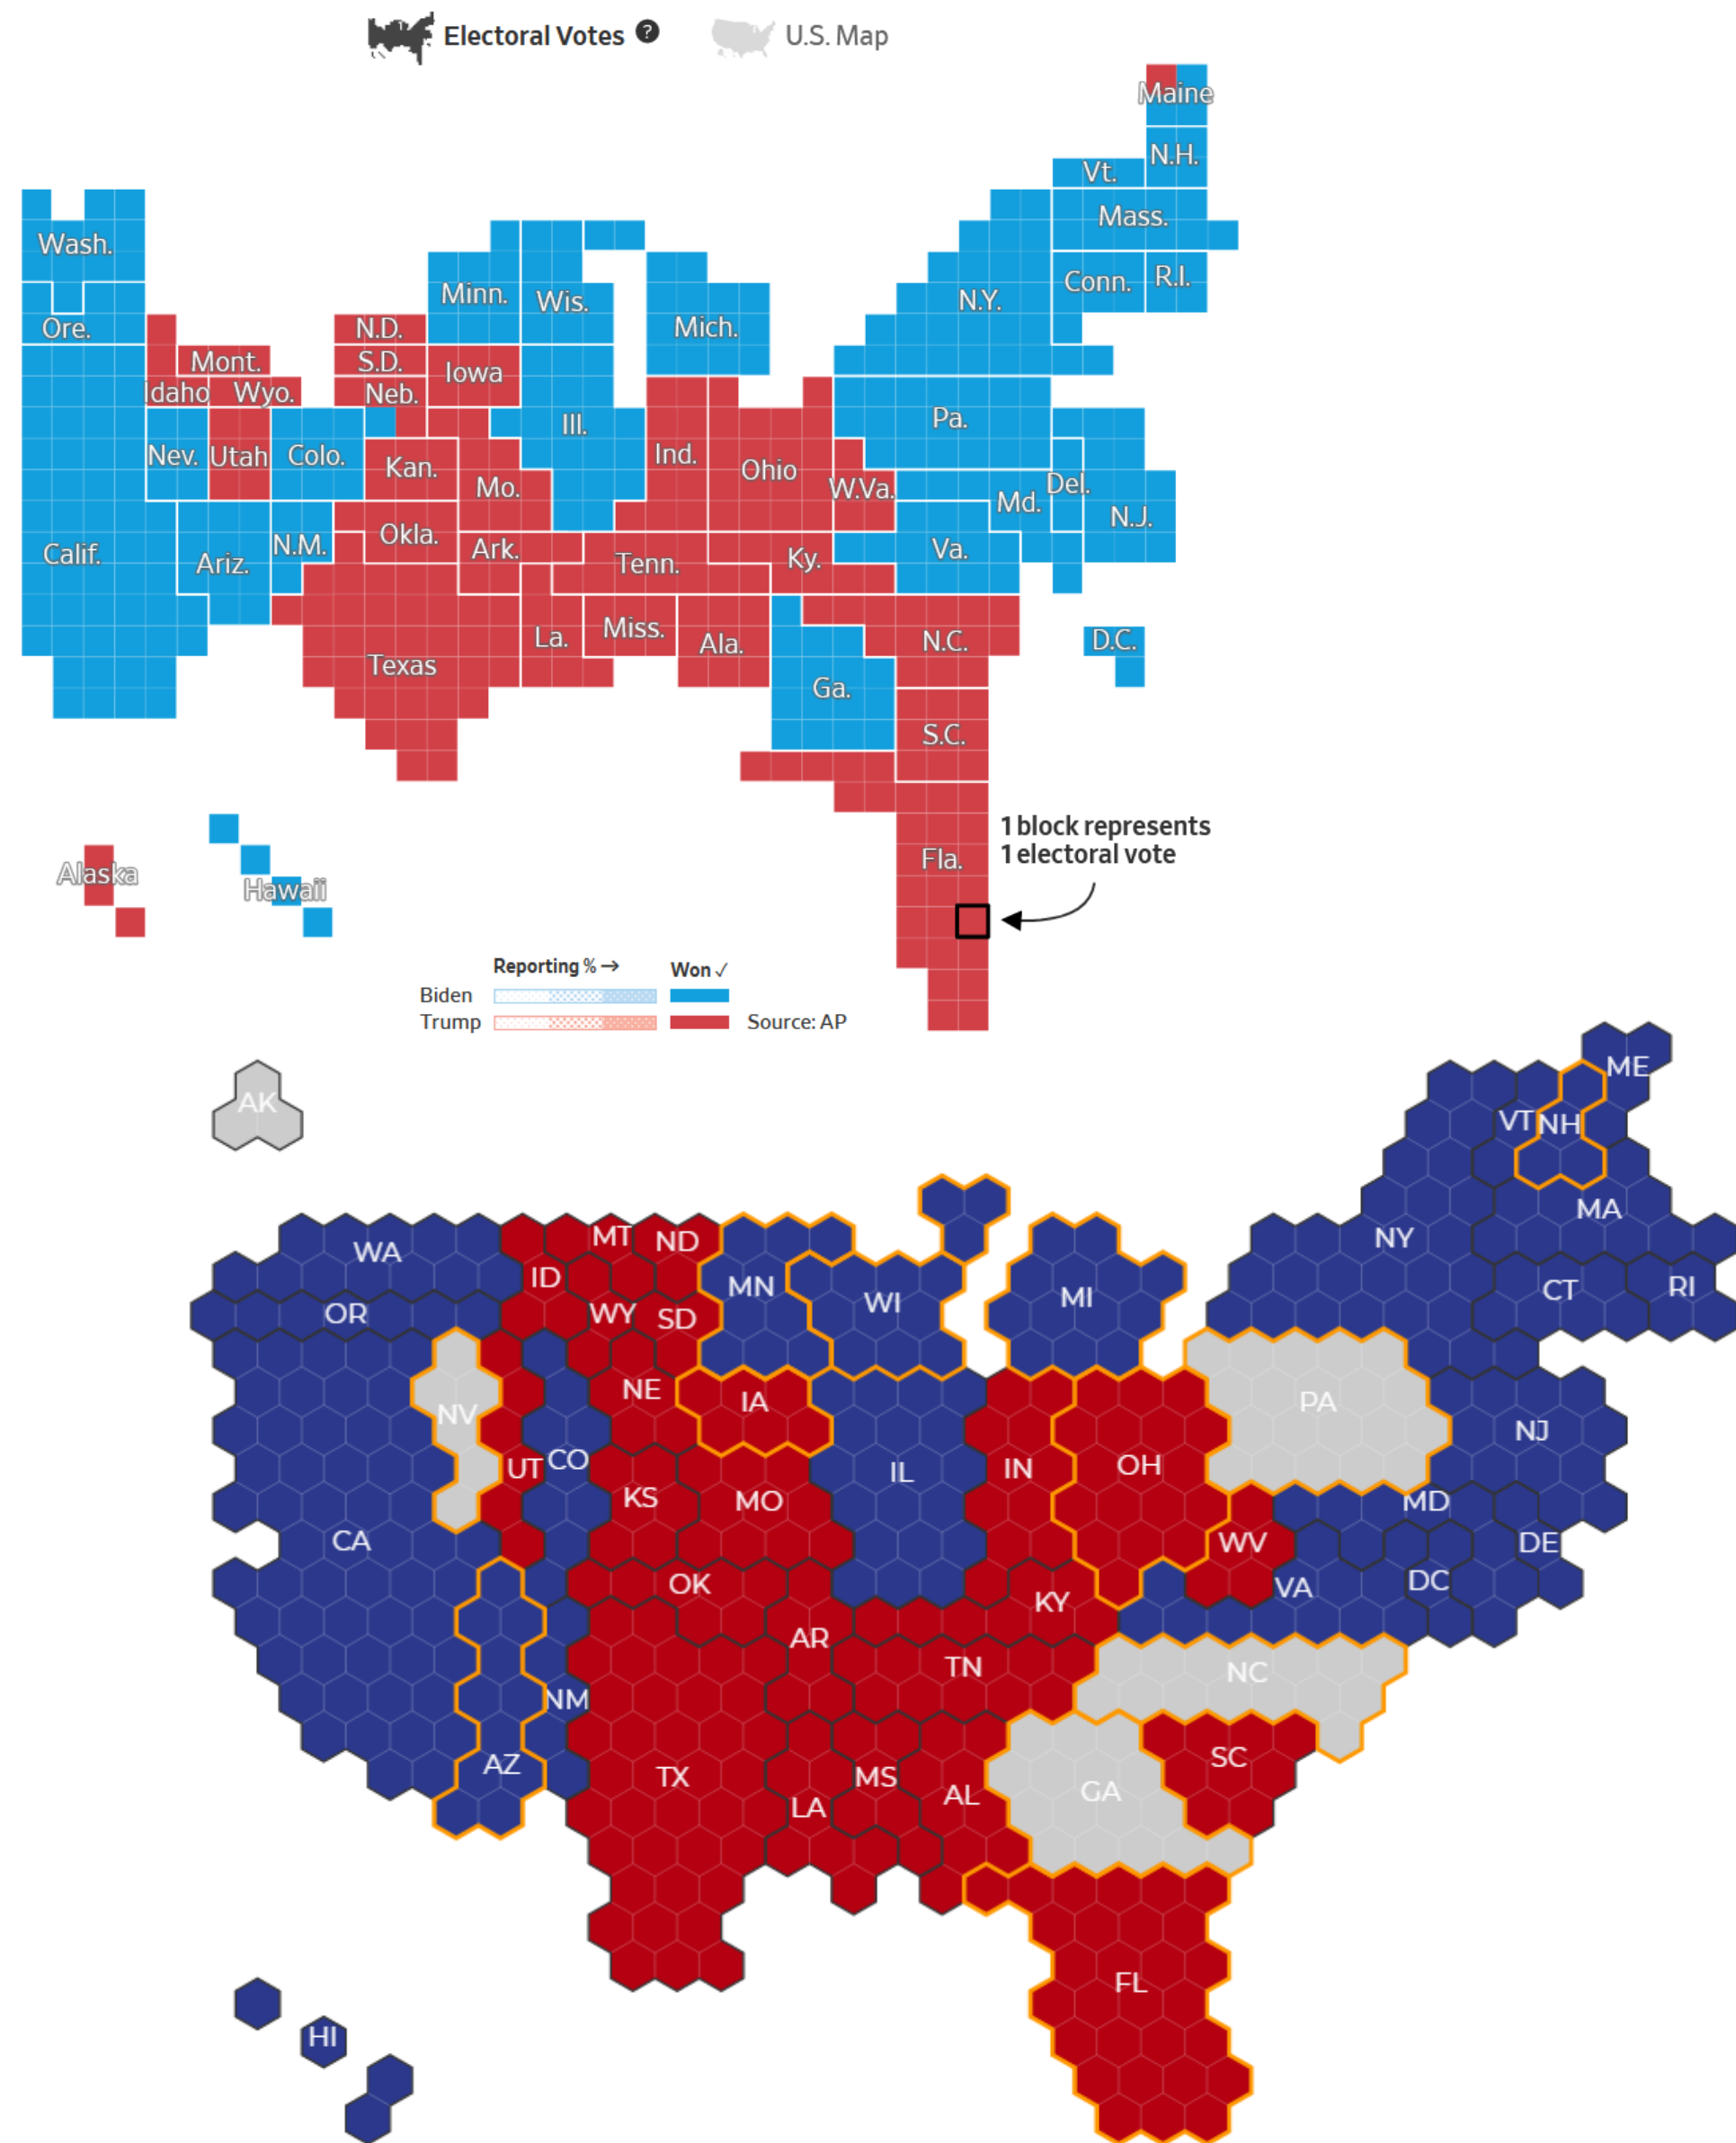 Electoral Votes ? U.S. Map
Maine
N.H.
Vt.
Mass.
Wash.
Conn. R.I.
Minn. Wis. N.Y.
Ore. N.D. Mich.
Mont. S.D. Iowa
Idaho Wyo. Neb.
Ill. Pa.
Nev. Utah Colo. Kan. Ind. Ohio
Mo. W.Va. Md. Del.
N.J.
Calif. Ariz. N.M. Okla. Ark. Tenn. Ky. Va.
Texas La. Miss. Ala. N.C. D.C.
Ga.
S.C.
1 block represents
1 electoral vote
Fla.
Alaska
Hawaii
Reporting % → Won ✓
Biden
Trump Source: AP
ME
AK
VT NH
MA
WA MT ND NY
ID MN WI MI CT RI
OR WY SD
NE IA PA
NV NJ
UT CO IL IN OH
KS MO MD
CA WV DE
OK KY VA DC
AR
TN NC
NM
AZ TX MS SC
LA AL GA
FL
HI